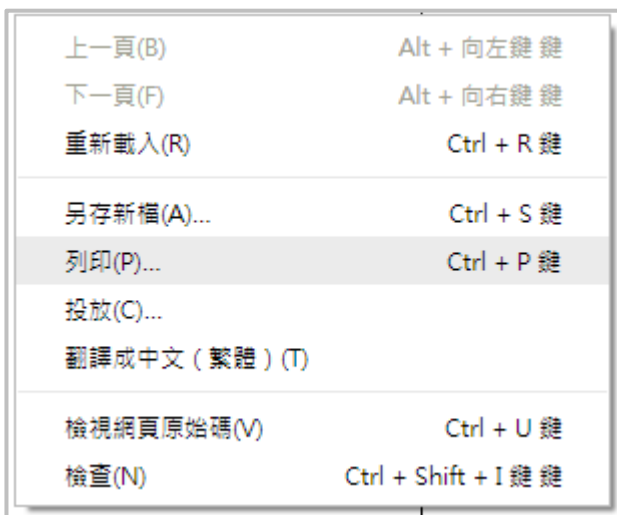 上一頁(B) Alt + 向左鍵 鍵
下一頁(F) Alt + 向右鍵 鍵
重新載入(R) Ctrl + R 鍵
另存新檔(A)... Ctrl + S 鍵
列印(P)... Ctrl + P 鍵
投放(C)...
翻譯成中文（繁體）(T)
檢視網頁原始碼(V) Ctrl + U 鍵
檢查(N) Ctrl + Shift + I 鍵 鍵